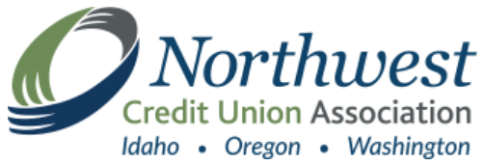 Northwest
Credit Union Association
Idaho • Oregon • Washington